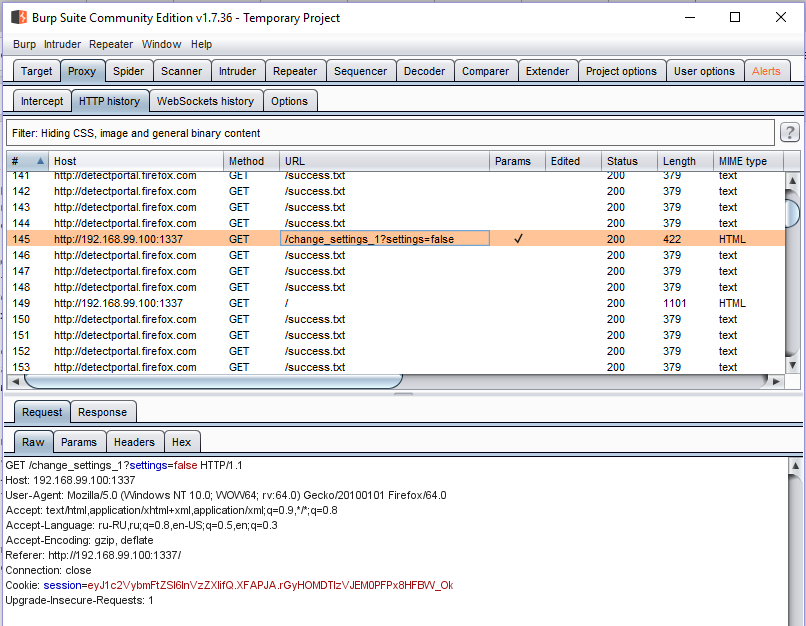 Burp Suite Community Edition v1.7.36 - Temporary Project
Burp Intruder Repeater Window Help
Target Proxy Spider Scanner Intruder Repeater Sequencer Decoder Comparer Extender Project options User options Alerts
Intercept HTTP history WebSockets history Options
Filter: Hiding CSS, image and general binary content ?
# Host Method URL Params Edited Status Length MIME type
141 http://detectportal.firefox.com GET /success.txt 200 379 text
142 http://detectportal.firefox.com GET /success.txt 200 379 text
143 http://detectportal.firefox.com GET /success.txt 200 379 text
144 http://detectportal.firefox.com GET /success.txt 200 379 text
145 http://192.168.99.100:1337 GET /change_settings_1?settings=false ✓ 200 422 HTML
146 http://detectportal.firefox.com GET /success.txt 200 379 text
147 http://detectportal.firefox.com GET /success.txt 200 379 text
148 http://detectportal.firefox.com GET /success.txt 200 379 text
149 http://192.168.99.100:1337 GET / 200 1101 HTML
150 http://detectportal.firefox.com GET /success.txt 200 379 text
151 http://detectportal.firefox.com GET /success.txt 200 379 text
152 http://detectportal.firefox.com GET /success.txt 200 379 text
153 http://detectportal.firefox.com GET /success.txt 200 379 text
Request Response
Raw Params Headers Hex
GET /change_settings_1?settings=false HTTP/1.1
Host: 192.168.99.100:1337
User-Agent: Mozilla/5.0 (Windows NT 10.0; WOW64; rv:64.0) Gecko/20100101 Firefox/64.0
Accept: text/html,application/xhtml+xml,application/xml;q=0.9,*/*;q=0.8
Accept-Language: ru-RU,ru;q=0.8,en-US;q=0.5,en;q=0.3
Accept-Encoding: gzip, deflate
Referer: http://192.168.99.100:1337/
Connection: close
Cookie: session=eyJ1c2VybmFtZSI6InVzZXIifQ.XFAPJA.rGyHOMDTIzVJEM0PFPx8HFBW_Ok
Upgrade-Insecure-Requests: 1